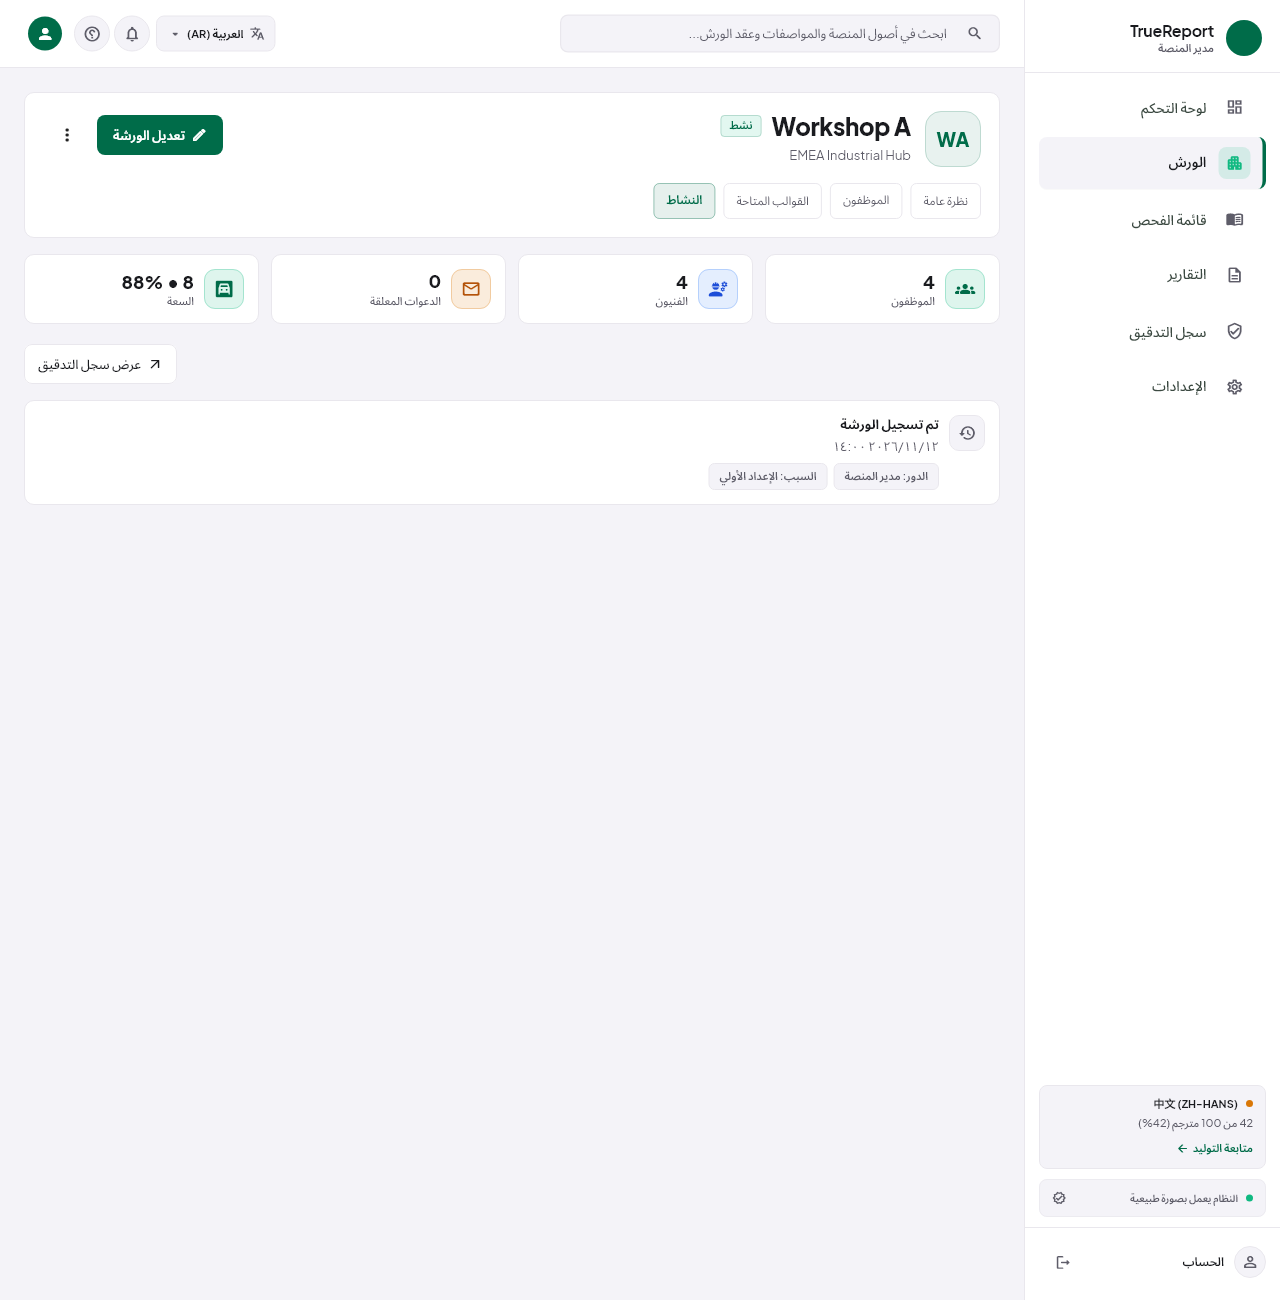 TrueReport
مدير المنصة
لوحة التحكم
الورش
قائمة الفحص
التقارير
سجل التدقيق
الإعدادات
中文 (ZH-HANS)
42 من 100 مترجم (42%)
متابعة التوليد
النظام يعمل بصورة طبيعية
الحساب
ابحث في أصول المنصة والمواصفات وعقد الورش...
العربية (AR)
WA
Workshop A
نشط
EMEA Industrial Hub
تعديل الورشة
نظرة عامة
الموظفون
القوالب المتاحة
النشاط
4
الموظفون
4
الفنيون
0
الدعوات المعلقة
8 • 88%
السعة
عرض سجل التدقيق
تم تسجيل الورشة
١٢‏/١١‏/٢٠٢٦ ١٤:٠٠
الدور: مدير المنصة
السبب: الإعداد الأولي